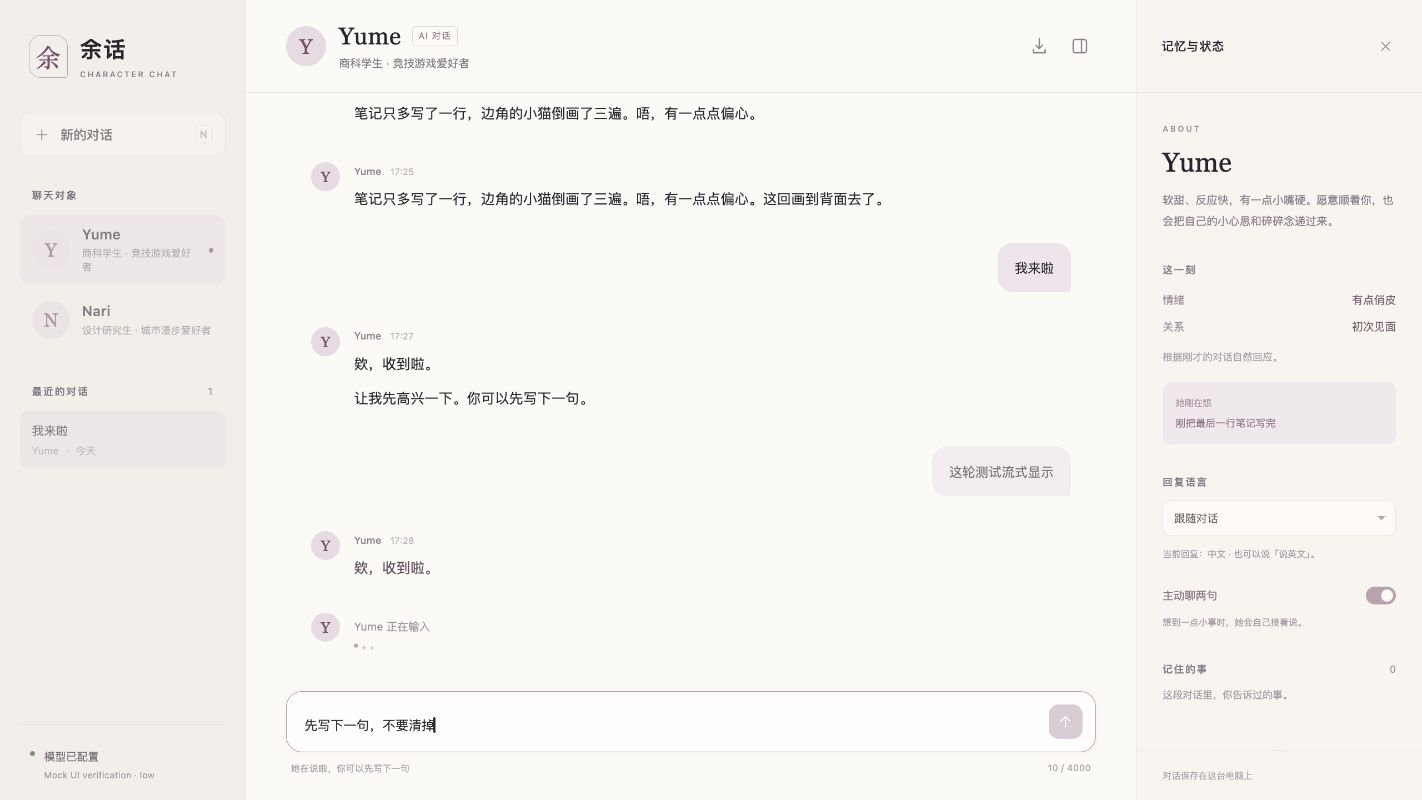 余
余话
CHARACTER CHAT
新的对话
N
聊天对象
Y
Yume
商科学生 · 竞技游戏爱好
者
N
Nari
设计研究生 · 城市漫步爱好者
最近的对话
1
我来啦
Yume · 今天
模型已配置
Mock UI verification · low
Y
Yume
AI 对话
商科学生 · 竞技游戏爱好者
笔记只多写了一行，边角的小猫倒画了三遍。唔，有一点点偏心。
Y
Yume 17:25
笔记只多写了一行，边角的小猫倒画了三遍。唔，有一点点偏心。这回画到背面去了。
我来啦
Y
Yume 17:27
欸，收到啦。
让我先高兴一下。你可以先写下一句。
这轮测试流式显示
Y
Yume 17:28
欸，收到啦。
Y
Yume 正在输入
先写下一句，不要清掉
她在说啦，你可以先写下一句
10 / 4000
记忆与状态
ABOUT
Yume
软甜、反应快，有一点小嘴硬。愿意顺着你，也
会把自己的小心思和碎碎念递过来。
这一刻
情绪
有点俏皮
关系
初次见面
根据刚才的对话自然回应。
她刚在想
刚把最后一行笔记写完
回复语言
跟随对话
当前回复：中文 · 也可以说「说英文」。
主动聊两句
想到一点小事时，她会自己接着说。
记住的事
0
这段对话里，你告诉过的事。
对话保存在这台电脑上